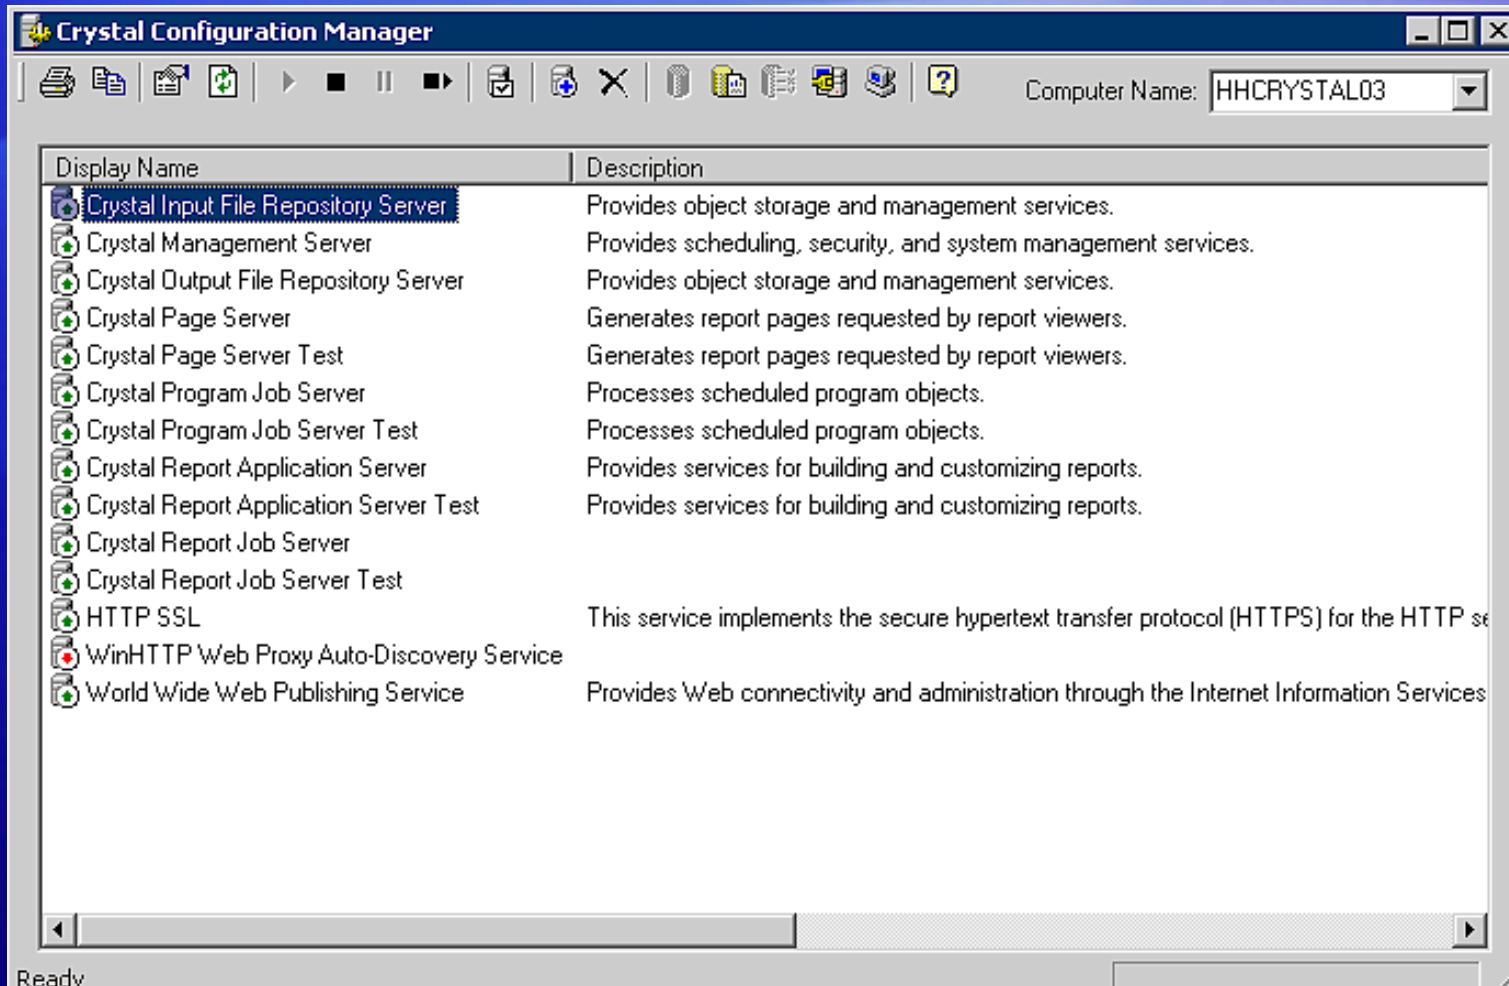 Crystal Configuration Manager
Computer Name: HHCRYSTAL03
Display Name Description
Crystal Input File Repository Server Provides object storage and management services.
Crystal Management Server Provides scheduling, security, and system management services.
Crystal Output File Repository Server Provides object storage and management services.
Crystal Page Server Generates report pages requested by report viewers.
Crystal Page Server Test Generates report pages requested by report viewers.
Crystal Program Job Server Processes scheduled program objects.
Crystal Program Job Server Test Processes scheduled program objects.
Crystal Report Application Server Provides services for building and customizing reports.
Crystal Report Application Server Test Provides services for building and customizing reports.
Crystal Report Job Server
Crystal Report Job Server Test
HTTP SSL This service implements the secure hypertext transfer protocol (HTTPS) for the HTTP se
WinHTTP Web Proxy Auto-Discovery Service
World Wide Web Publishing Service Provides Web connectivity and administration through the Internet Information Services
Ready